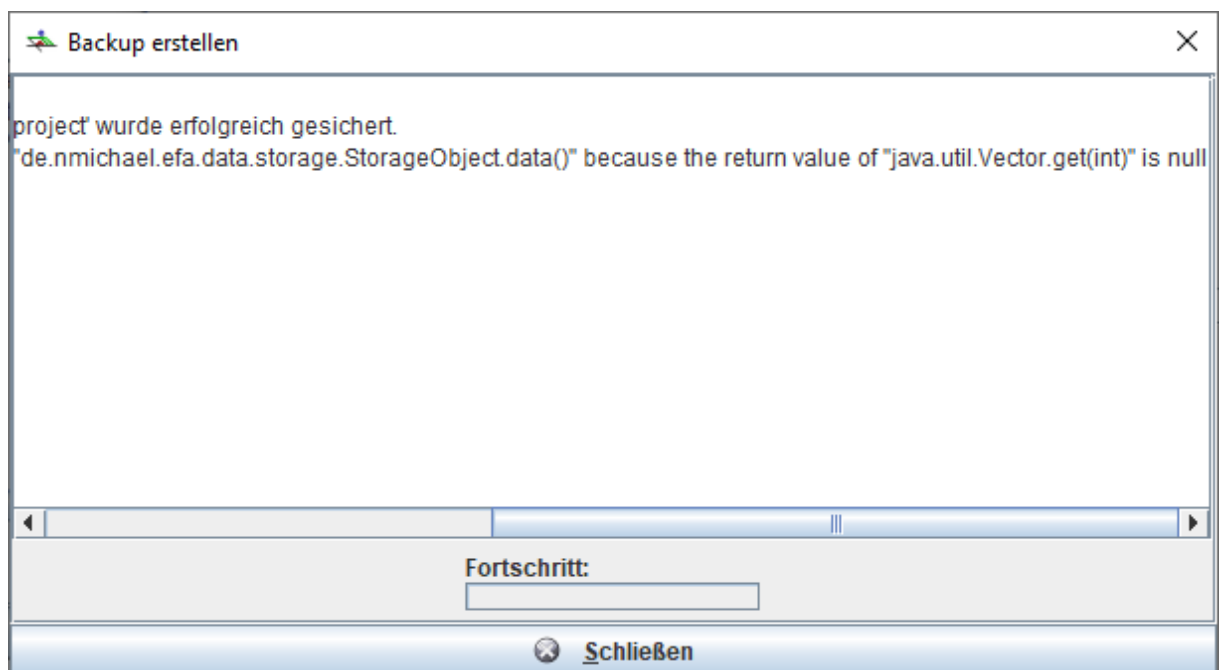 Backup erstellen
project' wurde erfolgreich gesichert.
"de.nmichael.efa.data.storage.StorageObject.data()" because the return value of "java.util.Vector.get(int)" is null
Fortschritt:
Schließen